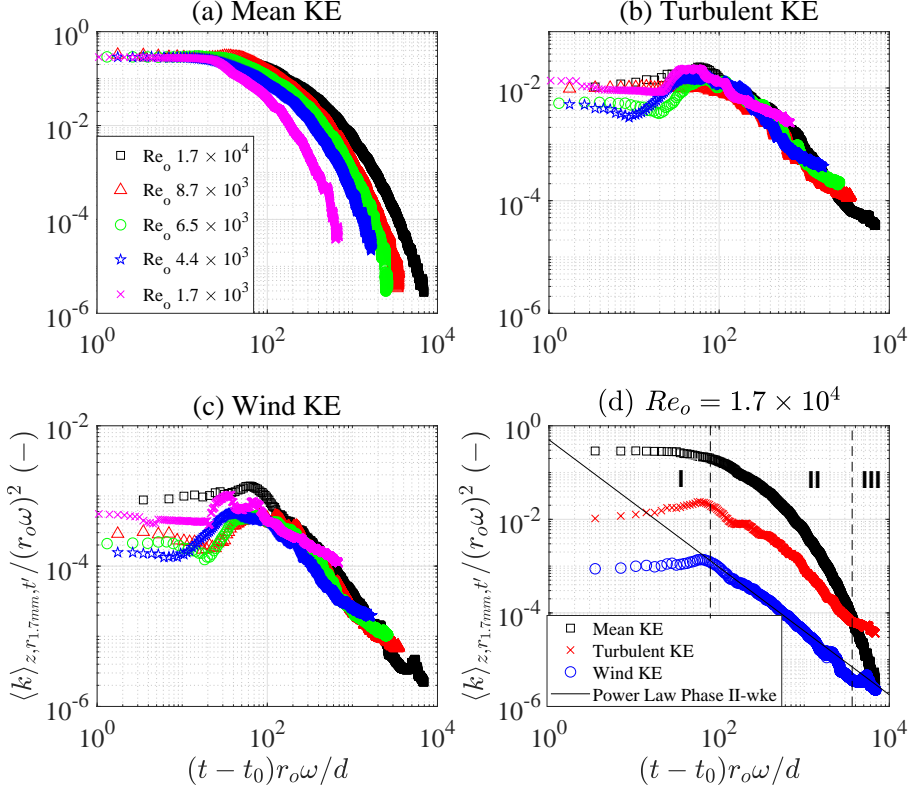 (a) Mean KE
(b) Turbulent KE
10^0
10^-2
10^-4
10^-6
10^0
10^2
10^4
Re_o 1.7 × 10^4
Re_o 8.7 × 10^3
Re_o 6.5 × 10^3
Re_o 4.4 × 10^3
Re_o 1.7 × 10^3
10^0
10^-2
10^-4
10^-6
10^0
10^2
10^4
(c) Wind KE
(d) Re_o = 1.7 × 10^4
⟨k⟩_{z,r_{1.7mm},t'}/(r_oω)^2 (−)
10^-2
10^-4
10^-6
10^0
10^2
10^4
(t − t_0)r_oω/d
⟨k⟩_{z,r_{1.7mm},t'}/(r_oω)^2 (−)
10^0
10^-2
10^-4
10^-6
I
II
III
Mean KE
Turbulent KE
Wind KE
Power Law Phase II-wke
10^0
10^2
10^4
(t − t_0)r_oω/d